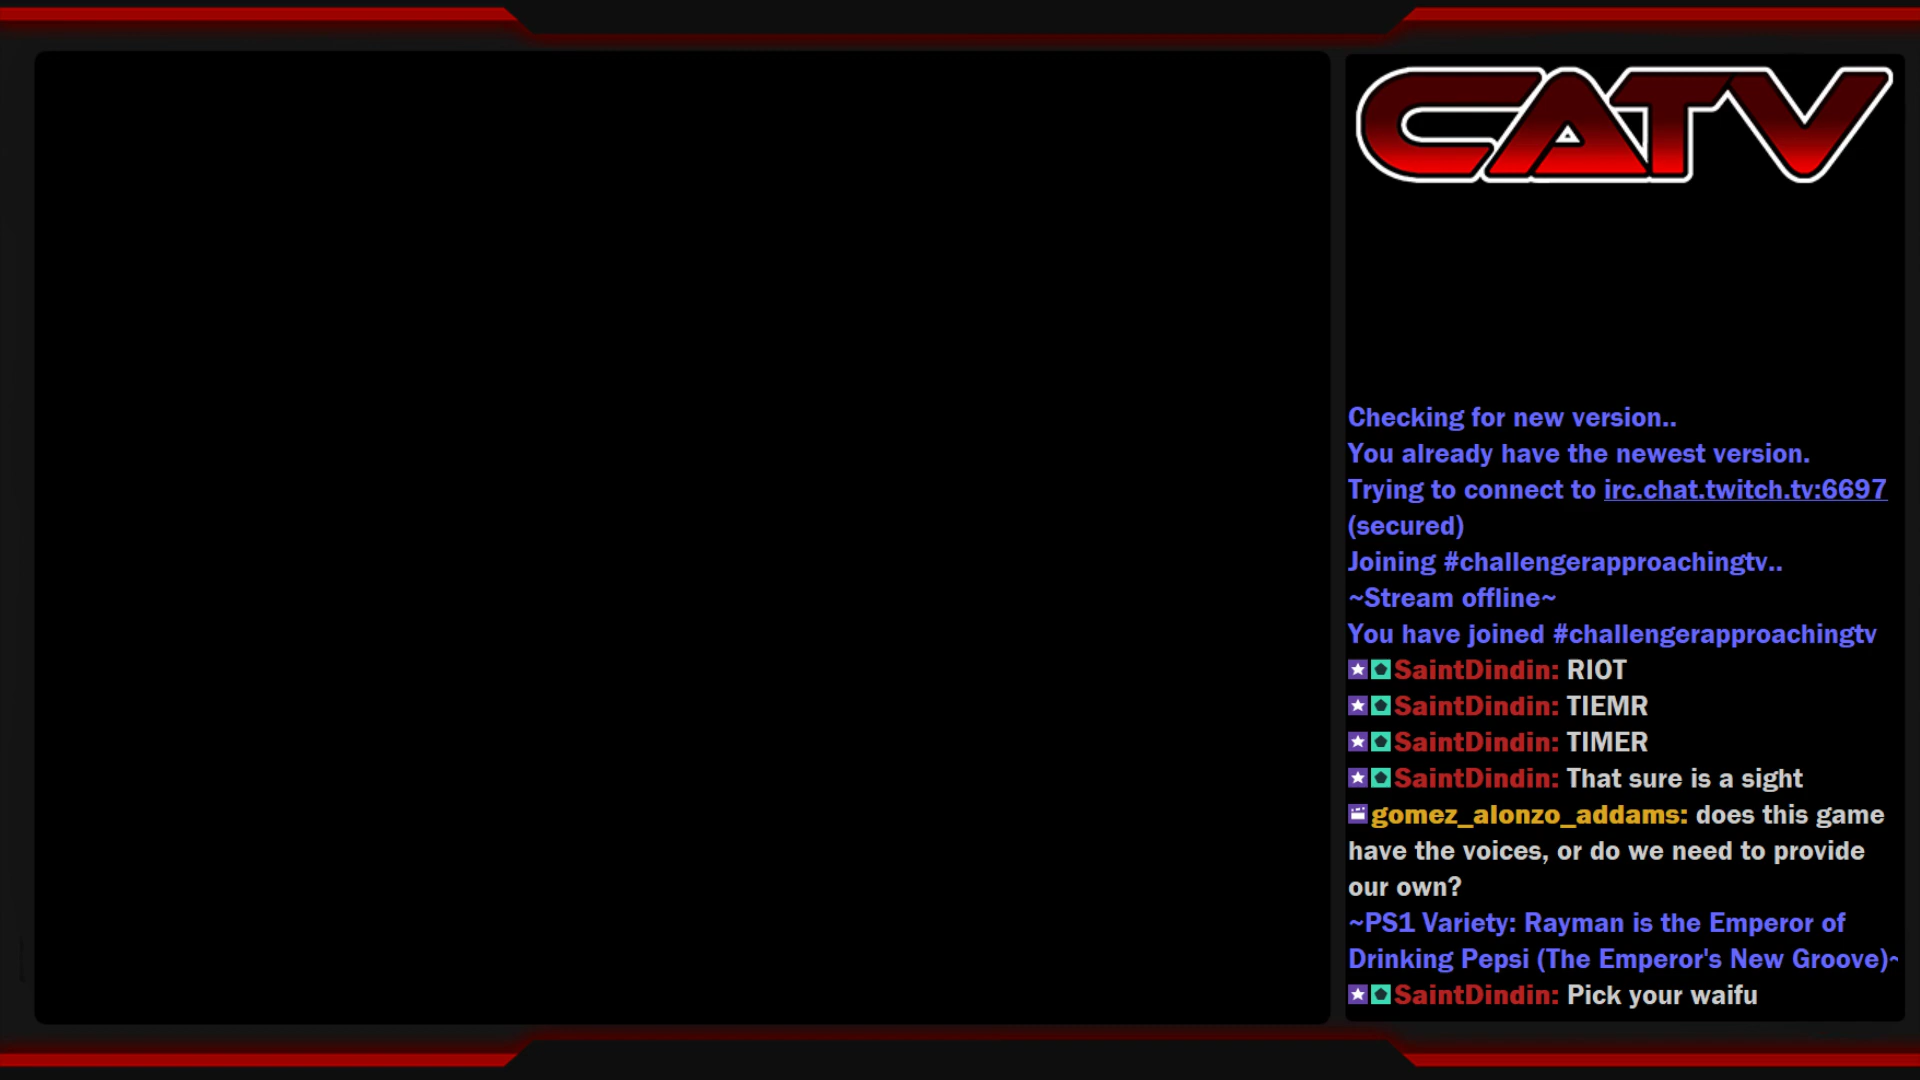 CATV
Checking for new version..
You already have the newest version.
Trying to connect to irc.chat.twitch.tv:6697
(secured)
Joining #challengerapproachingtv..
~Stream offline~
You have joined #challengerapproachingtv
SaintDindin: RIOT
SaintDindin: TIEMR
SaintDindin: TIMER
SaintDindin: That sure is a sight
gomez_alonzo_addams: does this game
have the voices, or do we need to provide
our own?
~PS1 Variety: Rayman is the Emperor of
Drinking Pepsi (The Emperor's New Groove)~
SaintDindin: Pick your waifu